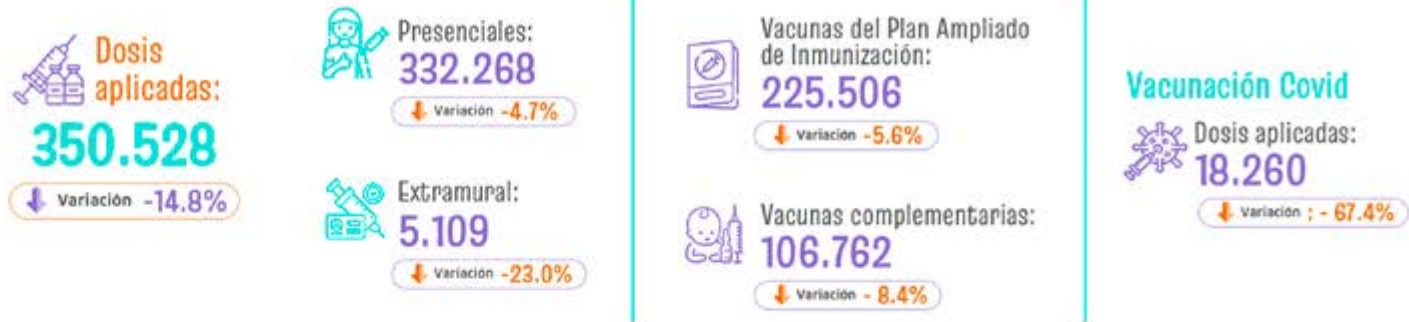 Dosis
aplicadas:
350.528
Variación -14.8%
Presenciales:
332.268
Variación -4.7%
Extramural:
5.109
Variación -23.0%
Vacunas del Plan Ampliado
de Inmunización:
225.506
Variación -5.6%
Vacunas complementarias:
106.762
Variación - 8.4%
Vacunación Covid
Dosis aplicadas:
18.260
Variación : - 67.4%